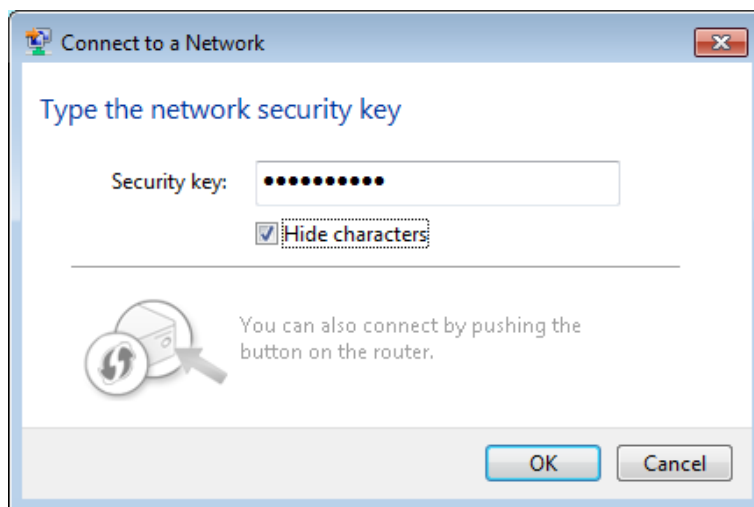 Connect to a Network
Type the network security key
Security key: ••••••••••
Hide characters
You can also connect by pushing the
button on the router.
OK Cancel